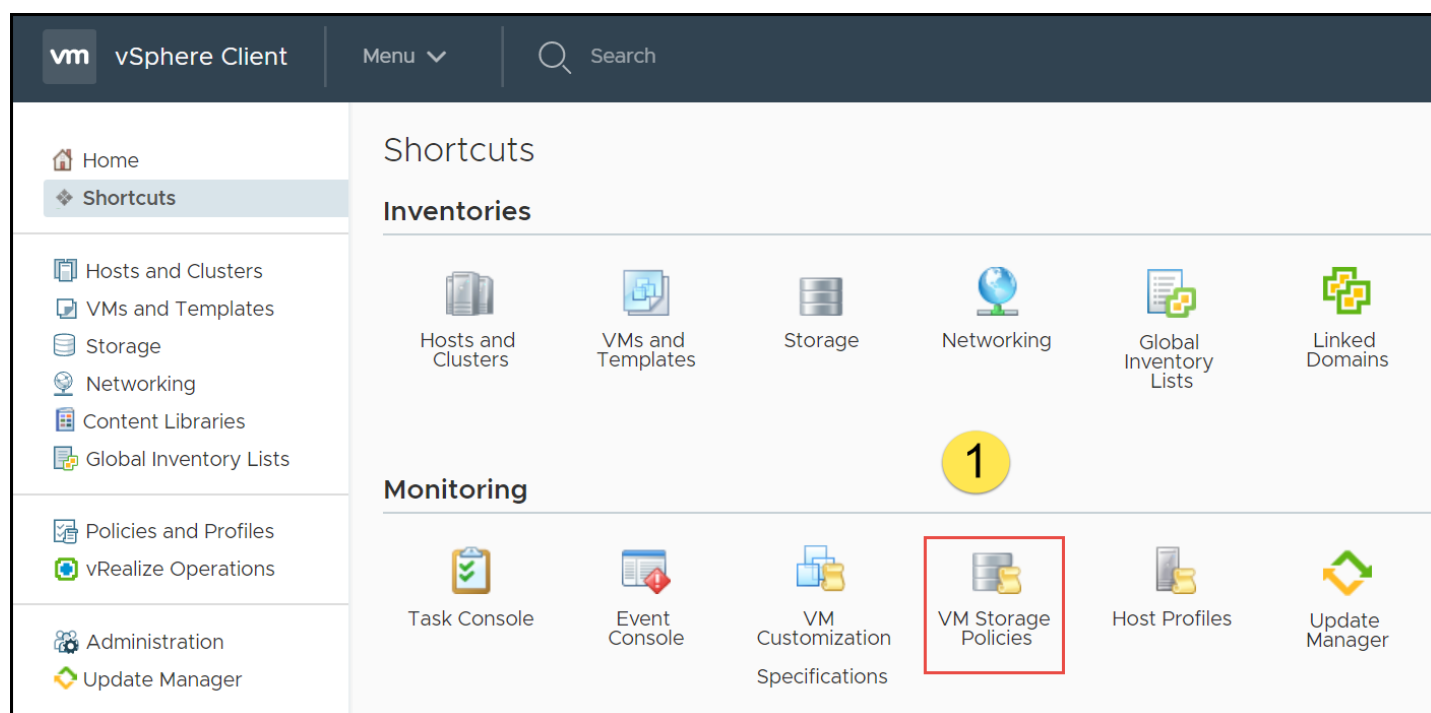 vm vSphere Client Menu Search
Home
Shortcuts
Hosts and Clusters
VMs and Templates
Storage
Networking
Content Libraries
Global Inventory Lists
Policies and Profiles
vRealize Operations
Administration
Update Manager
Shortcuts
Inventories
Hosts and
Clusters
VMs and
Templates
Storage
Networking
Global
Inventory
Lists
Linked
Domains
1
Monitoring
Task Console
Event
Console
VM
Customization
Specifications
VM Storage
Policies
Host Profiles
Update
Manager